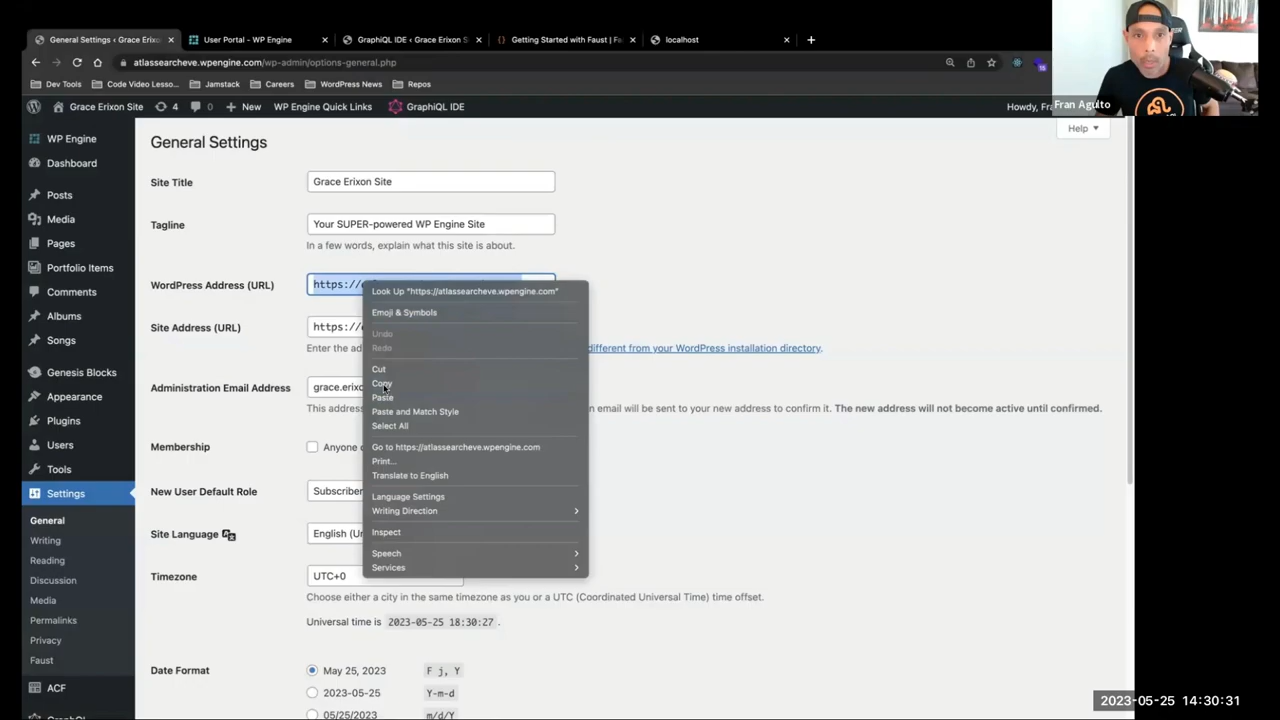 General Settings ‹ Grace Erixo
User Portal - WP Engine
GraphiQL IDE ‹ Grace Erixon S
Getting Started with Faust | Fe
localhost
atlassearcheve.wpengine.com/wp-admin/options-general.php
Dev Tools
Code Video Lesso...
Jamstack
Careers
WordPress News
Repos
Fran Agulto
Grace Erixon Site
4
0
New
WP Engine Quick Links
GraphiQL IDE
Howdy, Fr
WP Engine
Dashboard
Posts
Media
Pages
Portfolio Items
Comments
Albums
Songs
Genesis Blocks
Appearance
Plugins
Users
Tools
Settings
General
Writing
Reading
Discussion
Media
Permalinks
Privacy
Faust
ACF
Help
General Settings
Site Title
Grace Erixon Site
Tagline
Your SUPER-powered WP Engine Site
In a few words, explain what this site is about.
WordPress Address (URL)
https://
Site Address (URL)
https://
Enter the ad
different from your WordPress installation directory.
Administration Email Address
grace.erixo
This addres
en email will be sent to your new address to confirm it. The new address will not become active until confirmed.
Membership
Anyone
New User Default Role
Subscriber
Site Language
English (Un
Timezone
UTC+0
Choose either a city in the same timezone as you or a UTC (Coordinated Universal Time) time offset.
Universal time is 2023-05-25 18:30:27 .
Date Format
May 25, 2023
F j, Y
2023-05-25
Y-m-d
05/25/2023
m/d/Y
Look Up "https://atlassearcheve.wpengine.com"
Emoji & Symbols
Undo
Redo
Cut
Copy
Paste
Paste and Match Style
Select All
Go to https://atlassearcheve.wpengine.com
Print...
Translate to English
Language Settings
Writing Direction
Inspect
Speech
Services
2023-05-25 14:30:31